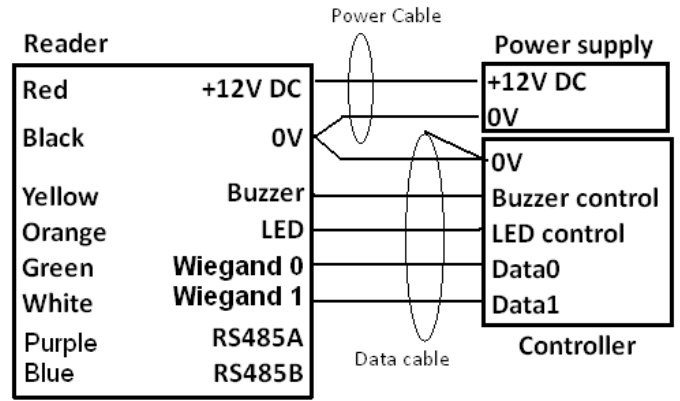 Power Cable
Reader
Power supply
Red +12V DC
+12V DC
0V
Black 0V
0V
Yellow Buzzer
Buzzer control
Orange LED
LED control
Green Wiegand 0
Data0
White Wiegand 1
Data1
Purple RS485A
Controller
Data cable
Blue RS485B